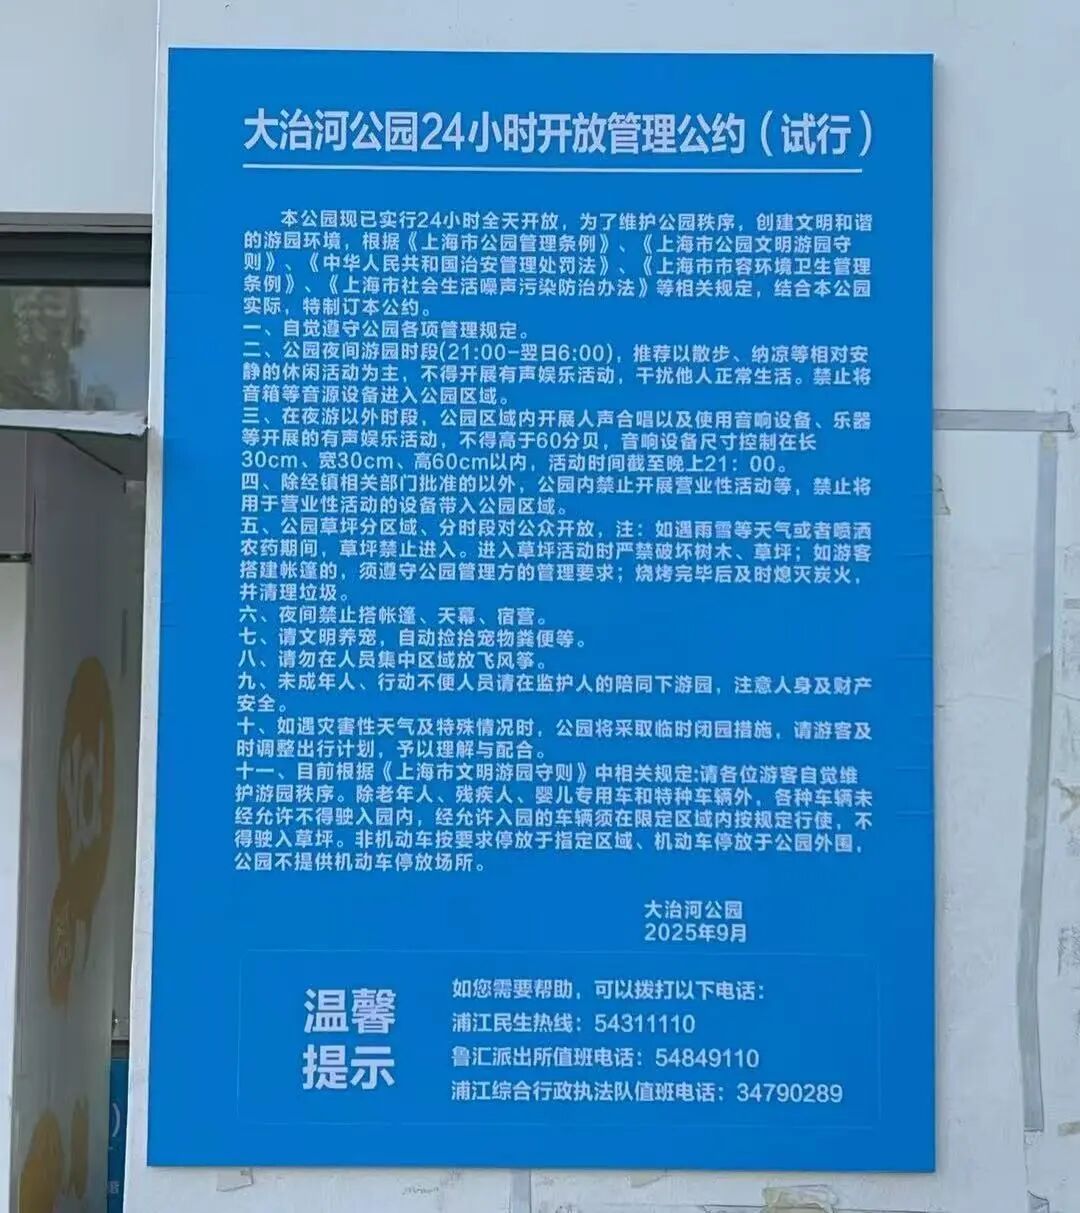 大治河公园24小时开放管理公约（试行）
本公园现已实行24小时全天开放，为了维护公园秩序，创建文明和谐
的游园环境，根据《上海市公园管理条例》、《上海市公园文明游园守
则》、《中华人民共和国治安管理处罚法》、《上海市市容环境卫生管理
条例》、《上海市社会生活噪声污染防治办法》等相关规定，结合本公园
实际，特制订本公约。
一、自觉遵守公园各项管理规定。
二、公园夜间游园时段(21:00-翌日6:00)，推荐以散步、纳凉等相对安
静的休闲活动为主，不得开展有声娱乐活动，干扰他人正常生活。禁止将
音箱等音源设备进入公园区域。
三、在夜游以外时段，公园区域内开展人声合唱以及使用音响设备、乐器
等开展的有声娱乐活动，不得高于60分贝，音响设备尺寸控制在长
30cm、宽30cm、高60cm以内，活动时间截至晚上21：00。
四、除经镇相关部门批准的以外，公园内禁止开展营业性活动等，禁止将
用于营业性活动的设备带入公园区域。
五、公园草坪分区域、分时段对公众开放，注：如遇雨雪等天气或者喷洒
农药期间，草坪禁止进入。进入草坪活动时严禁破坏树木、草坪；如游客
搭建帐篷的，须遵守公园管理方的管理要求；烧烤完毕后及时熄灭炭火，
并清理垃圾。
六、夜间禁止搭帐篷、天幕、宿营。
七、请文明养宠，自动捡拾宠物粪便等。
八、请勿在人员集中区域放飞风筝。
九、未成年人、行动不便人员请在监护人的陪同下游园，注意人身及财产
安全。
十、如遇灾害性天气及特殊情况时，公园将采取临时闭园措施，请游客及
时调整出行计划，予以理解与配合。
十一、目前根据《上海市文明游园守则》中相关规定:请各位游客自觉维
护游园秩序。除老年人、残疾人、婴儿专用车和特种车辆外，各种车辆未
经允许不得驶入园内，经允许入园的车辆须在限定区域内按规定行使，不
得驶入草坪。非机动车按要求停放于指定区域、机动车停放于公园外围，
公园不提供机动车停放场所。
大治河公园
2025年9月
温馨
提示
如您需要帮助，可以拨打以下电话：
浦江民生热线：54311110
鲁汇派出所值班电话：54849110
浦江综合行政执法队值班电话：34790289